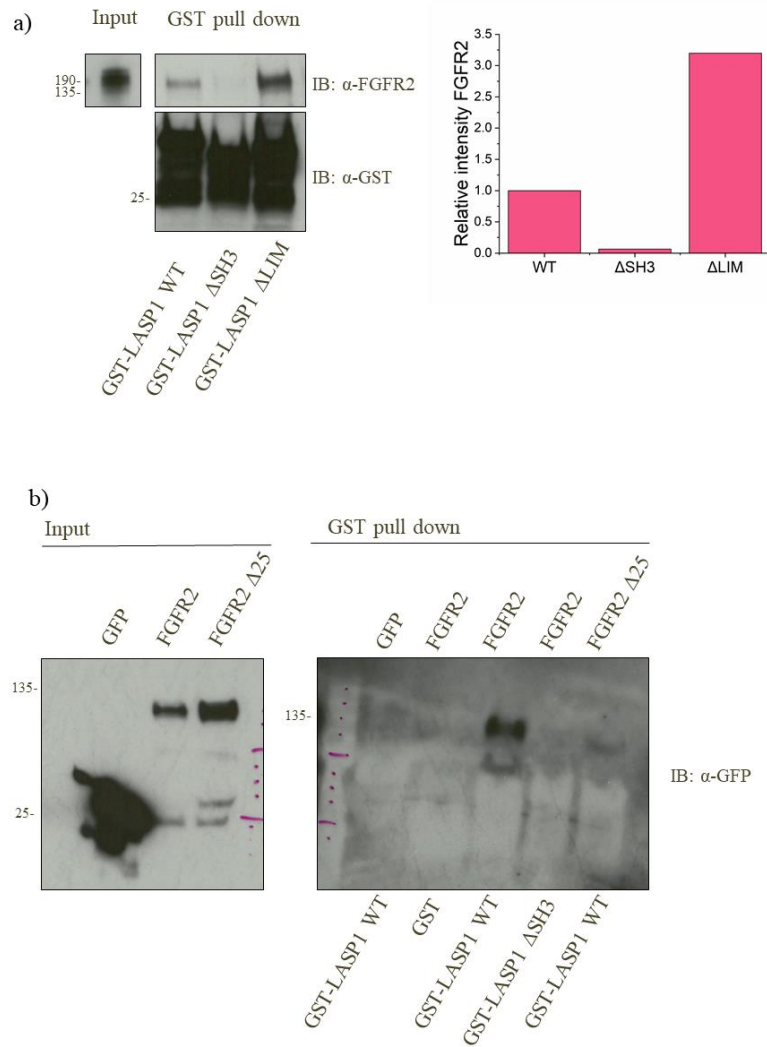 a)
Input
GST pull down
190-
135-
IB: α-FGFR2
25-
IB: α-GST
GST-LASP1 WT
GST-LASP1 ΔSH3
GST-LASP1 ΔLIM
Relative intensity FGFR2
3.5
3.0
2.5
2.0
1.5
1.0
0.5
0.0
WT
ΔSH3
ΔLIM
b)
Input
GST pull down
GFP
FGFR2
FGFR2 Δ25
GFP
FGFR2
FGFR2
FGFR2
FGFR2 Δ25
135-
25-
135-
IB: α-GFP
GST-LASP1 WT
GST
GST-LASP1 WT
GST-LASP1 ΔSH3
GST-LASP1 WT